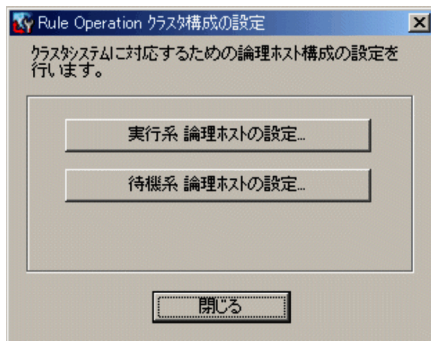 Rule Operation クラスタ構成の設定
クラスタシステムに対応するための論理ホスト構成の設定を
行います。
実行系 論理ホストの設定...
待機系 論理ホストの設定...
閉じる